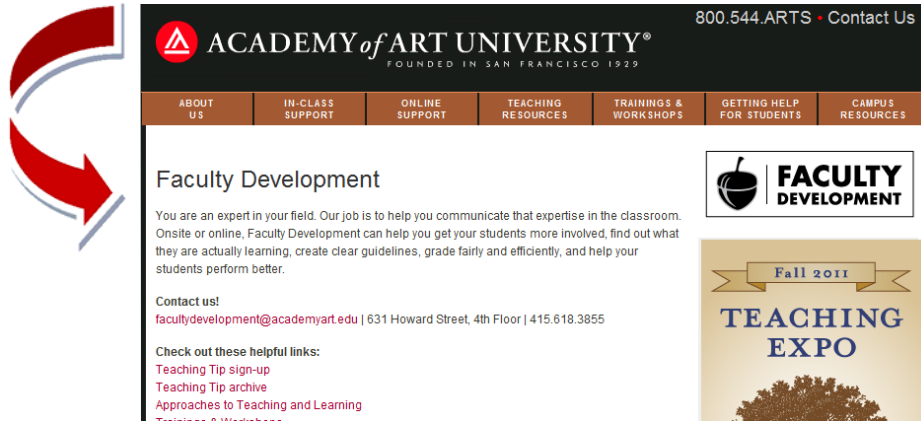 800.544.ARTS • Contact Us
ACADEMY of ART UNIVERSITY®
FOUNDED IN SAN FRANCISCO 1929
ABOUT US
IN-CLASS SUPPORT
ONLINE SUPPORT
TEACHING RESOURCES
TRAININGS & WORKSHOPS
GETTING HELP FOR STUDENTS
CAMPUS RESOURCES
Faculty Development
You are an expert in your field. Our job is to help you communicate that expertise in the classroom.
Onsite or online, Faculty Development can help you get your students more involved, find out what
they are actually learning, create clear guidelines, grade fairly and efficiently, and help your
students perform better.
Contact us!
facultydevelopment@academyart.edu | 631 Howard Street, 4th Floor | 415.618.3855
Check out these helpful links:
Teaching Tip sign-up
Teaching Tip archive
Approaches to Teaching and Learning
Trainings & Workshops
FACULTY
DEVELOPMENT
Fall 2011
TEACHING
EXPO